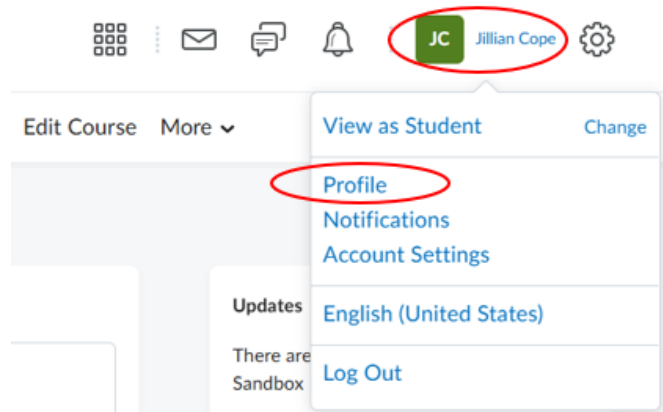 JC Jillian Cope
Edit Course More
View as Student Change
Profile
Notifications
Account Settings
English (United States)
Log Out
Updates
There are
Sandbox